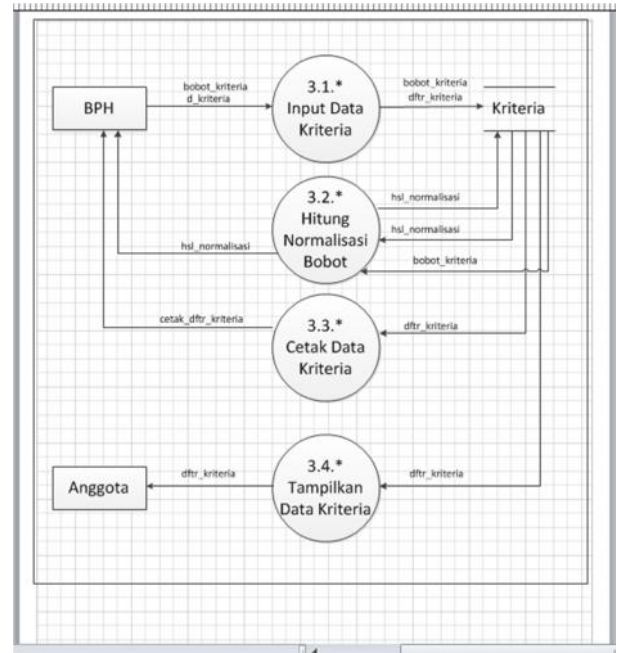 bobot_kriteria
d_kriteria
BPH
3.1.*
Input Data
Kriteria
bobot_kriteria
dftr_kriteria
Kriteria
3.2.*
Hitung
Normalisasi
Bobot
hsl_normalisasi
hsl_normalisasi
hsl_normalisasi
bobot_kriteria
cetak_dftr_kriteria
3.3.*
Cetak Data
Kriteria
dftr_kriteria
Anggota
dftr_kriteria
3.4.*
Tampilkan
Data Kriteria
dftr_kriteria